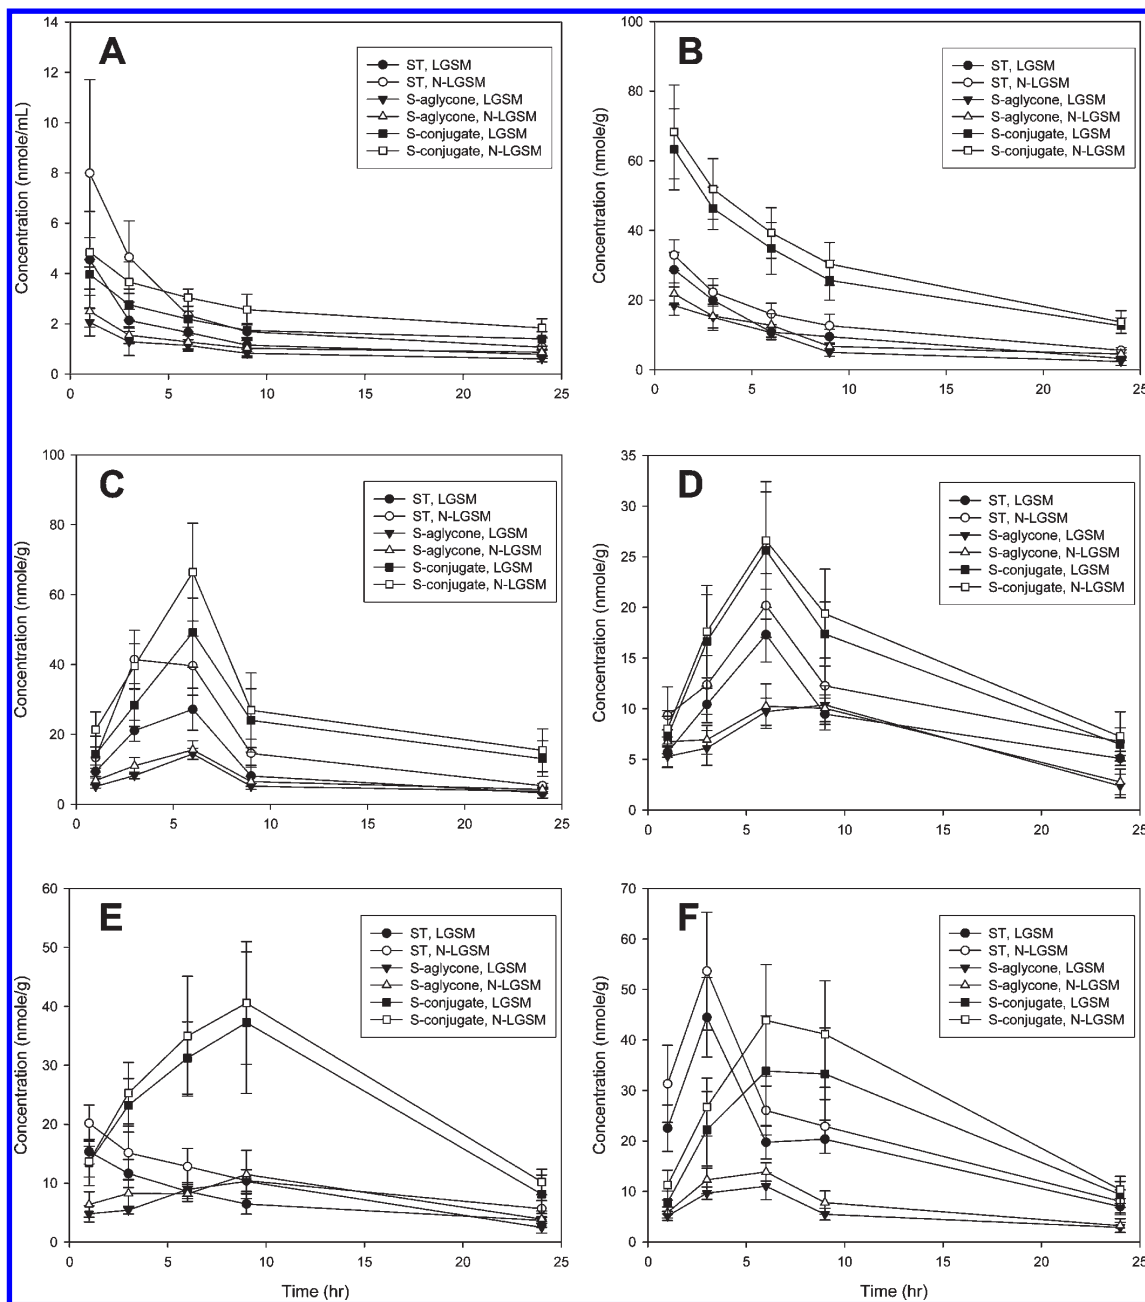 A
Concentration (nmole/mL)
14
12
10
8
6
4
2
0
0 5 10 15 20 25
ST, LGSM
ST, N-LGSM
S-aglycone, LGSM
S-aglycone, N-LGSM
S-conjugate, LGSM
S-conjugate, N-LGSM
B
Concentration (nmole/g)
100
80
60
40
20
0
0 5 10 15 20 25
ST, LGSM
ST, N-LGSM
S-aglycone, LGSM
S-aglycone, N-LGSM
S-conjugate, LGSM
S-conjugate, N-LGSM
C
Concentration (nmole/g)
100
80
60
40
20
0
0 5 10 15 20 25
ST, LGSM
ST, N-LGSM
S-aglycone, LGSM
S-aglycone, N-LGSM
S-conjugate, LGSM
S-conjugate, N-LGSM
D
Concentration (nmole/g)
35
30
25
20
15
10
5
0
0 5 10 15 20 25
ST, LGSM
ST, N-LGSM
S-aglycone, LGSM
S-aglycone, N-LGSM
S-conjugate, LGSM
S-conjugate, N-LGSM
E
Concentration (nmole/g)
60
50
40
30
20
10
0
0 5 10 15 20 25
Time (hr)
ST, LGSM
ST, N-LGSM
S-aglycone, LGSM
S-aglycone, N-LGSM
S-conjugate, LGSM
S-conjugate, N-LGSM
F
Concentration (nmole/g)
70
60
50
40
30
20
10
0
0 5 10 15 20 25
Time (hr)
ST, LGSM
ST, N-LGSM
S-aglycone, LGSM
S-aglycone, N-LGSM
S-conjugate, LGSM
S-conjugate, N-LGSM